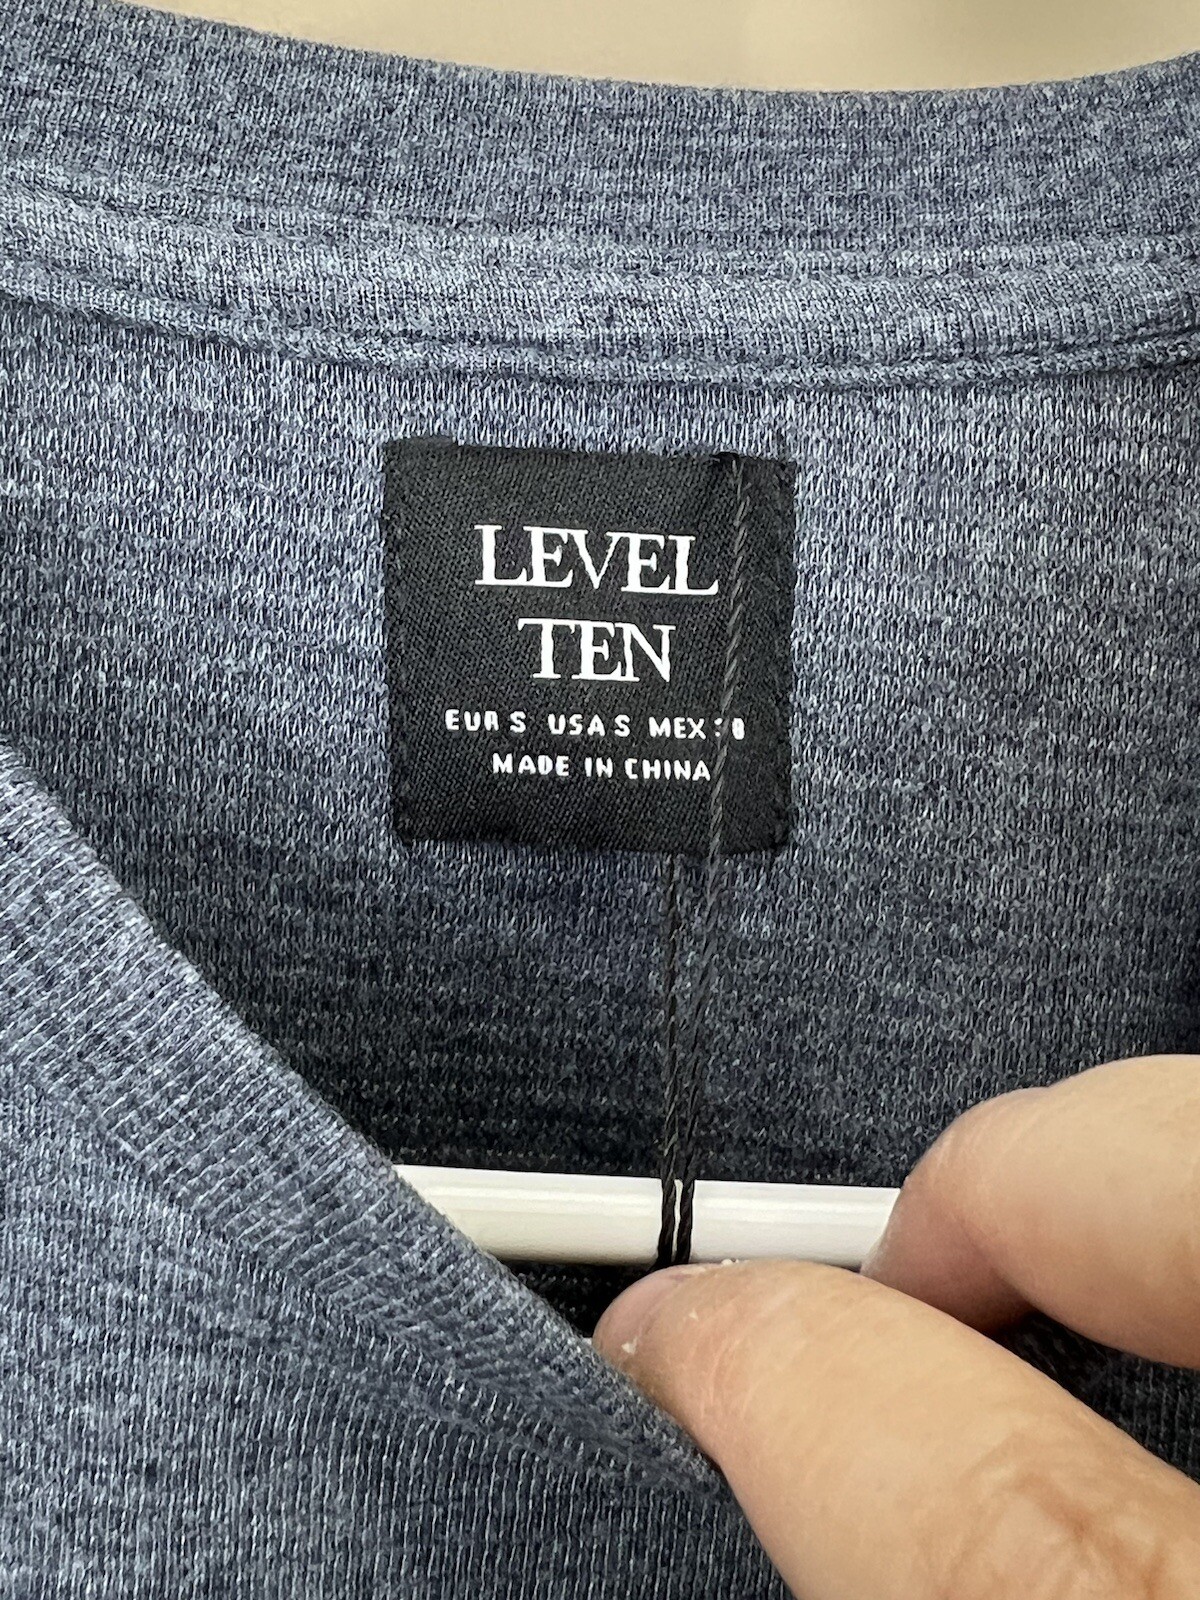 LEVEL
TEN
EUR S USA S MEX
MADE IN CHINA